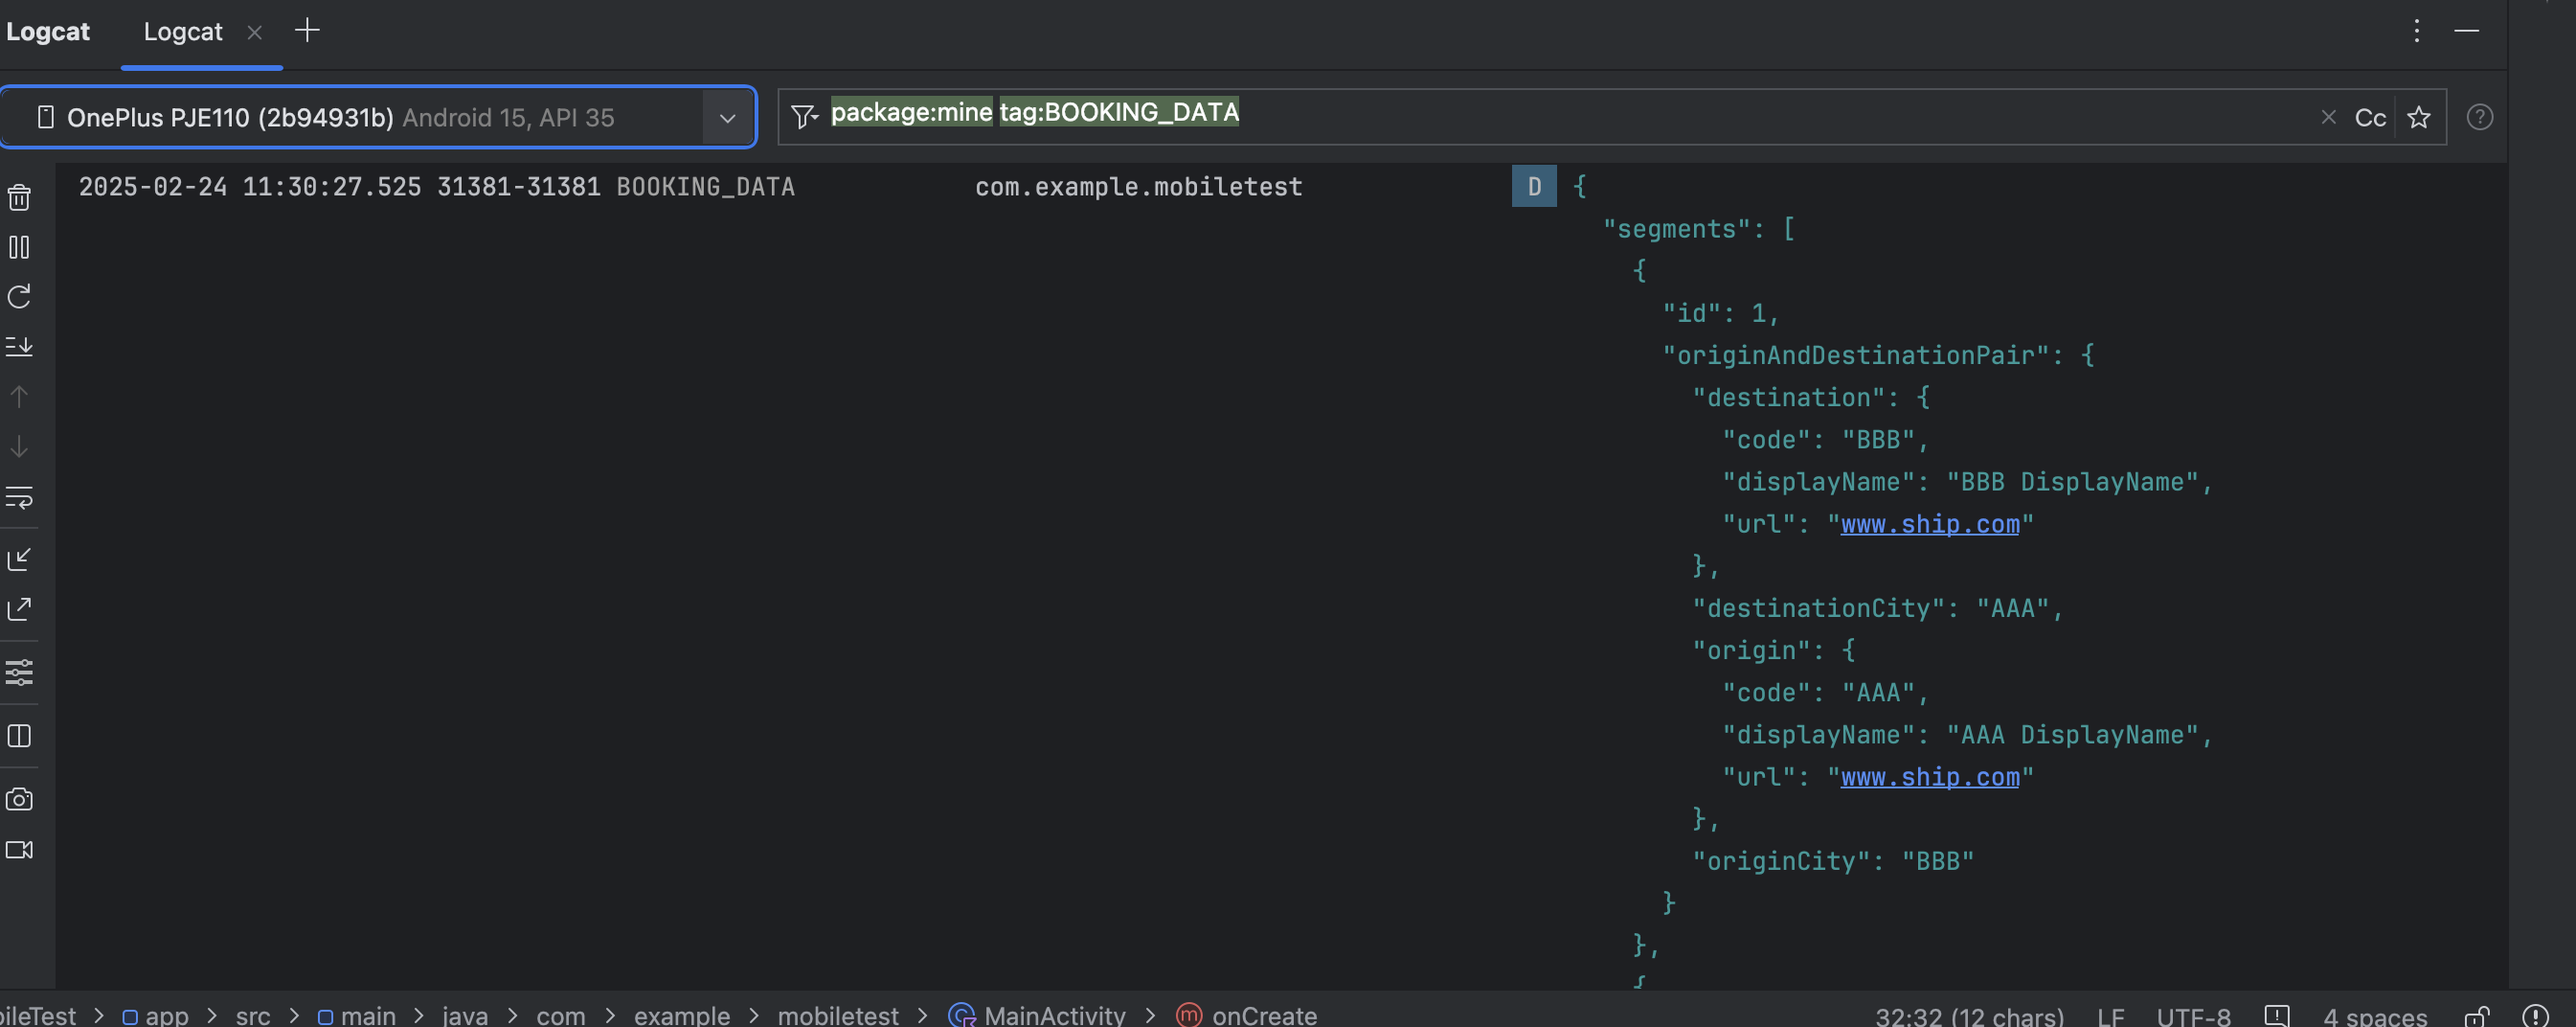 Logcat Logcat
OnePlus PJE110 (2b94931b) Android 15, API 35 package:mine tag:BOOKING_DATA Cc ?
2025-02-24 11:30:27.525 31381-31381 BOOKING_DATA com.example.mobiletest D {
"segments": [
{
"id": 1,
"originAndDestinationPair": {
"destination": {
"code": "BBB",
"displayName": "BBB DisplayName",
"url": "www.ship.com"
},
"destinationCity": "AAA",
"origin": {
"code": "AAA",
"displayName": "AAA DisplayName",
"url": "www.ship.com"
},
"originCity": "BBB"
}
},
{
bileTest > app > src > main > java > com > example > mobiletest > MainActivity > m onCreate 32:32 (12 chars) LF UTF-8 4 spaces